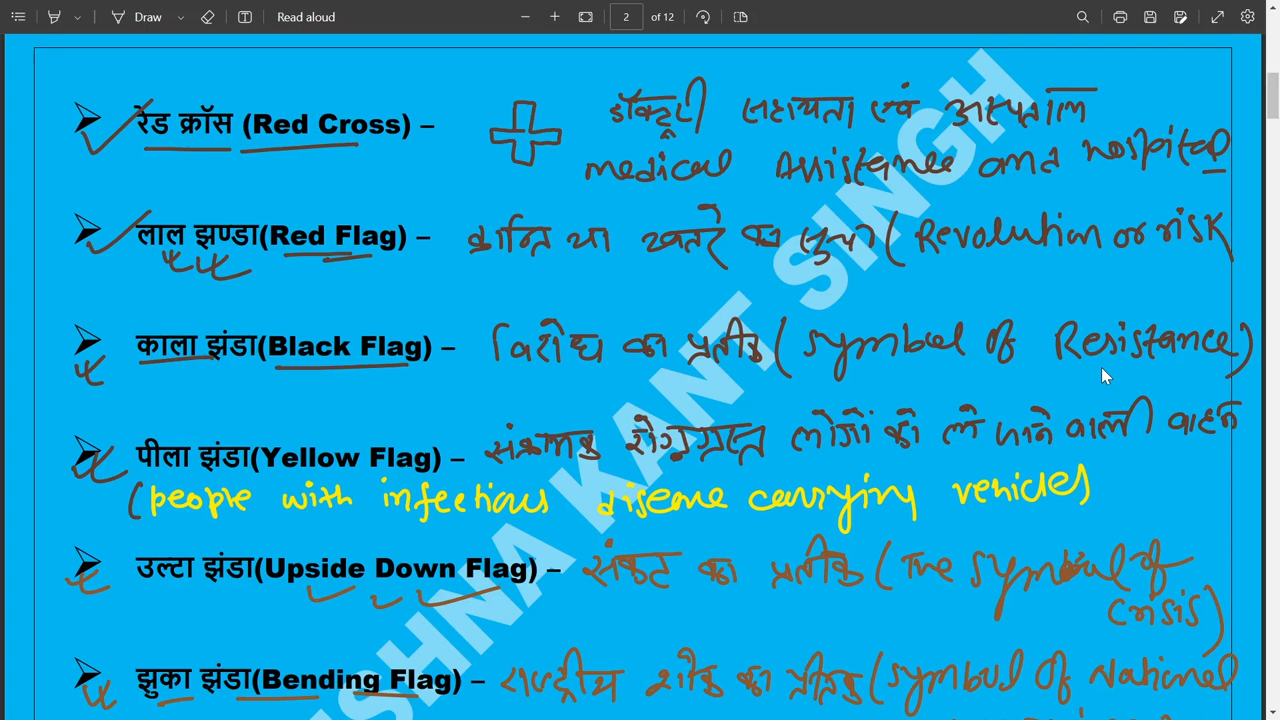 Draw
Read aloud
2 of 12
डॉक्टरी सहायता एवं अस्पताल
रेड क्रॉस (Red Cross) –
medical Assistance and hospital
लाल झण्डा(Red Flag) – क्रान्ति या खतरे का सूचक (Revolution or risk
काला झंडा(Black Flag) – विरोध का प्रतीक (symbol of Resistance)
पीला झंडा(Yellow Flag) – संक्रामक रोगग्रस्त लोगों को ले जाने वाली वाहन
(people with infectious disease carrying vehicles
उल्टा झंडा(Upside Down Flag) – संकट का प्रतीक (The symbol of
crisis)
झुका झंडा(Bending Flag) – राष्ट्रीय शोक का प्रतीक (symbol of National
KRISHNA KANT SINGH